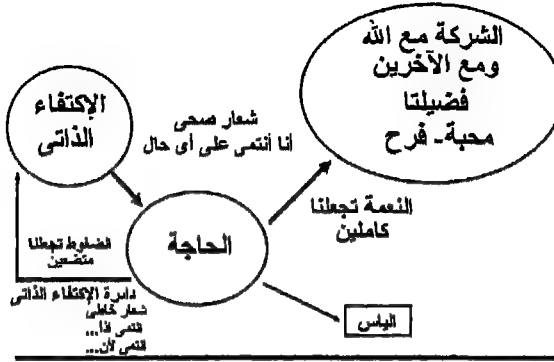 الشركة مع الله
ومع الآخرين
فضيلتا
محبة - فرح
الإكتفاء
الذاتى
شعار صحى
أنا أنتمى على أى حال
النعمة تجعلنا
كاملين
الحاجة
الضغوط تجعلنا
متضعين
دائرة الإكتفاء الذاتى
شعار خاطئ
أنتمى إذا...
أنتمى لأن...
اليأس